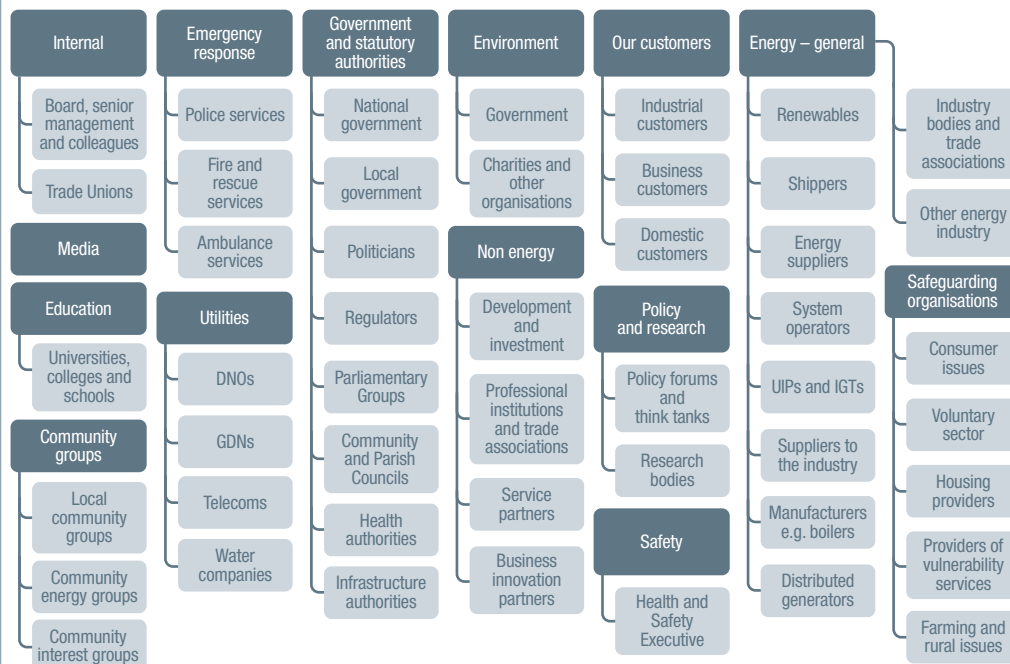 Internal
Board, senior
management
and colleagues
Trade Unions
Media
Education
Universities,
colleges and
schools
Community
groups
Local
community
groups
Community
energy groups
Community
interest groups
Emergency
response
Police services
Fire and
rescue
services
Ambulance
services
Utilities
DNOs
GDNs
Telecoms
Water
companies
Government
and statutory
authorities
National
government
Local
government
Politicians
Regulators
Parliamentary
Groups
Community
and Parish
Councils
Health
authorities
Infrastructure
authorities
Environment
Government
Charities and
other
organisations
Non energy
Development
and
investment
Professional
institutions
and trade
associations
Service
partners
Business
innovation
partners
Our customers
Industrial
customers
Business
customers
Domestic
customers
Policy
and research
Policy forums
and
think tanks
Research
bodies
Safety
Health and
Safety
Executive
Energy – general
Renewables
Shippers
Energy
suppliers
System
operators
UIPs and IGTs
Suppliers to
the industry
Manufacturers
e.g. boilers
Distributed
generators
Industry
bodies and
trade
associations
Other energy
industry
Safeguarding
organisations
Consumer
issues
Voluntary
sector
Housing
providers
Providers of
vulnerability
services
Farming and
rural issues